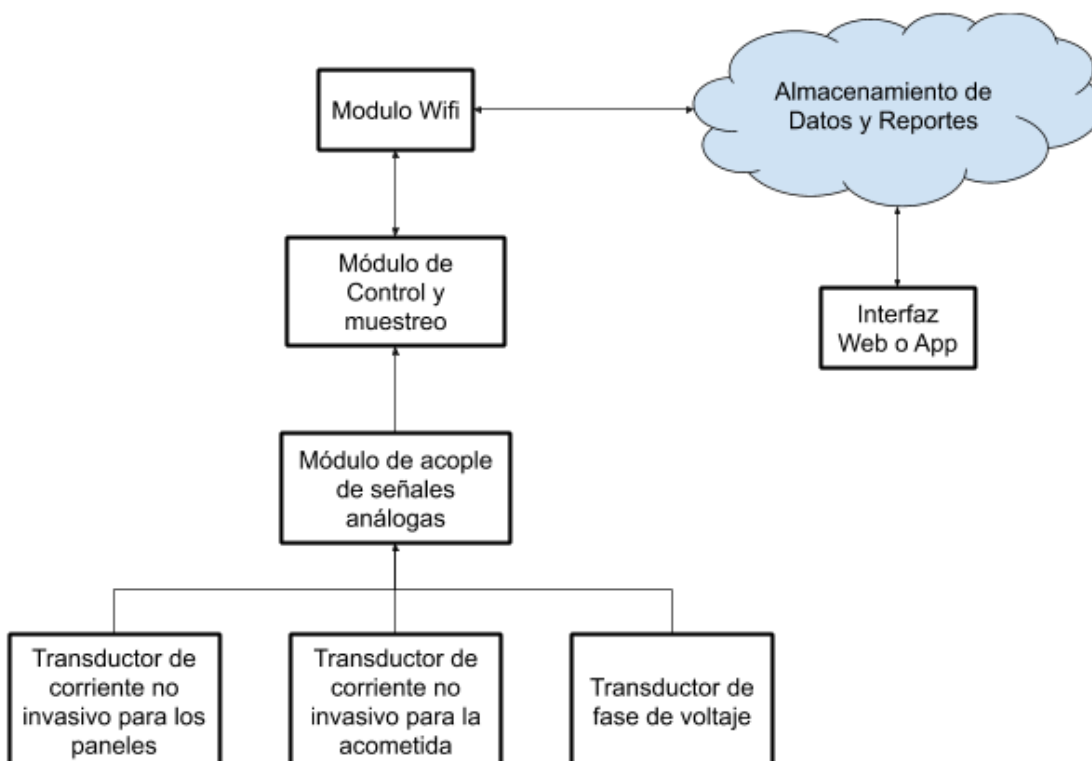 Modulo Wifi
Almacenamiento de
Datos y Reportes
Módulo de
Control y
muestreo
Interfaz
Web o App
Módulo de acople
de señales
análogas
Transductor de
corriente no
invasivo para los
paneles
Transductor de
corriente no
invasivo para la
acometida
Transductor de
fase de voltaje